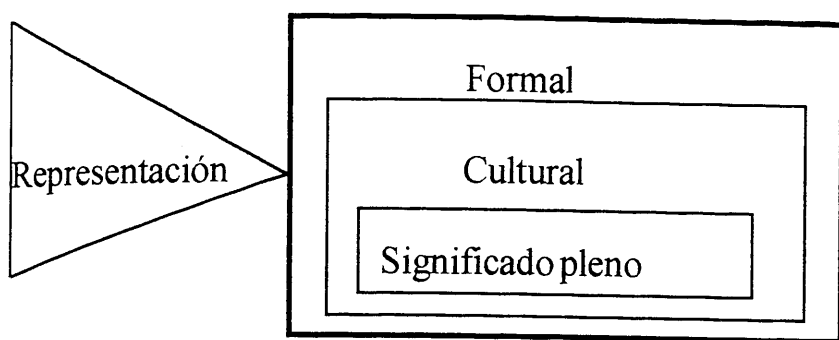 Formal
Representación
Cultural
Significado pleno